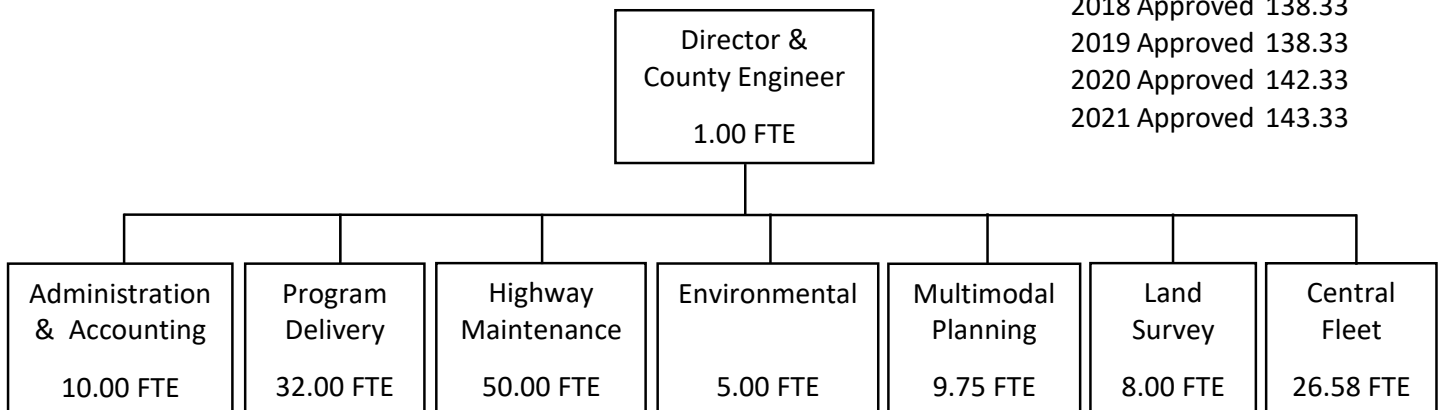 2018 Approved 138.33
2019 Approved 138.33
2020 Approved 142.33
2021 Approved 143.33
Director &
County Engineer
1.00 FTE
Administration
& Accounting
10.00 FTE
Program
Delivery
32.00 FTE
Highway
Maintenance
50.00 FTE
Environmental
5.00 FTE
Multimodal
Planning
9.75 FTE
Land
Survey
8.00 FTE
Central
Fleet
26.58 FTE